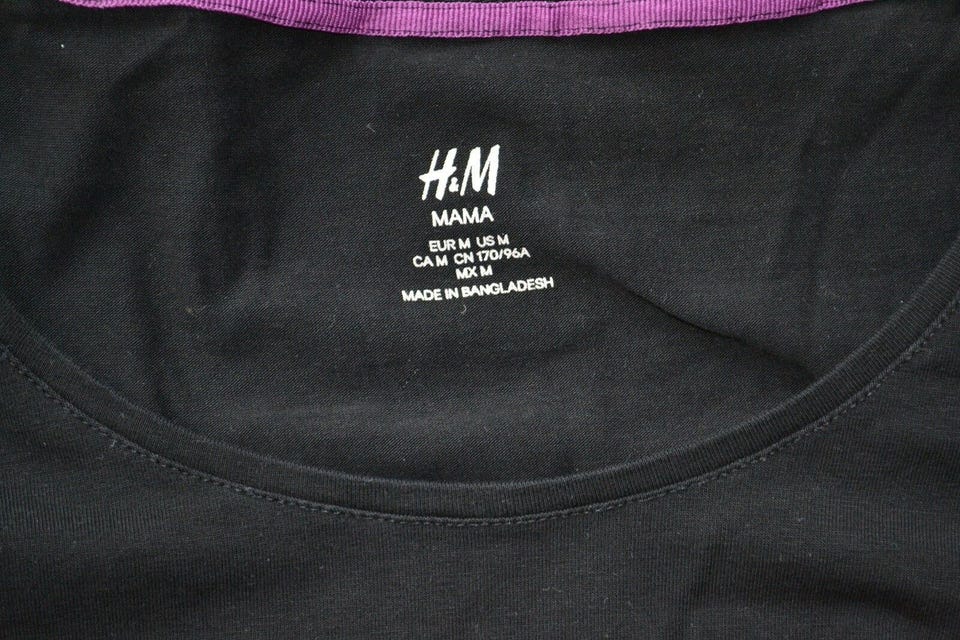 H&M
MAMA
EUR M US M
CA M CN 170/96A
MX M
MADE IN BANGLADESH